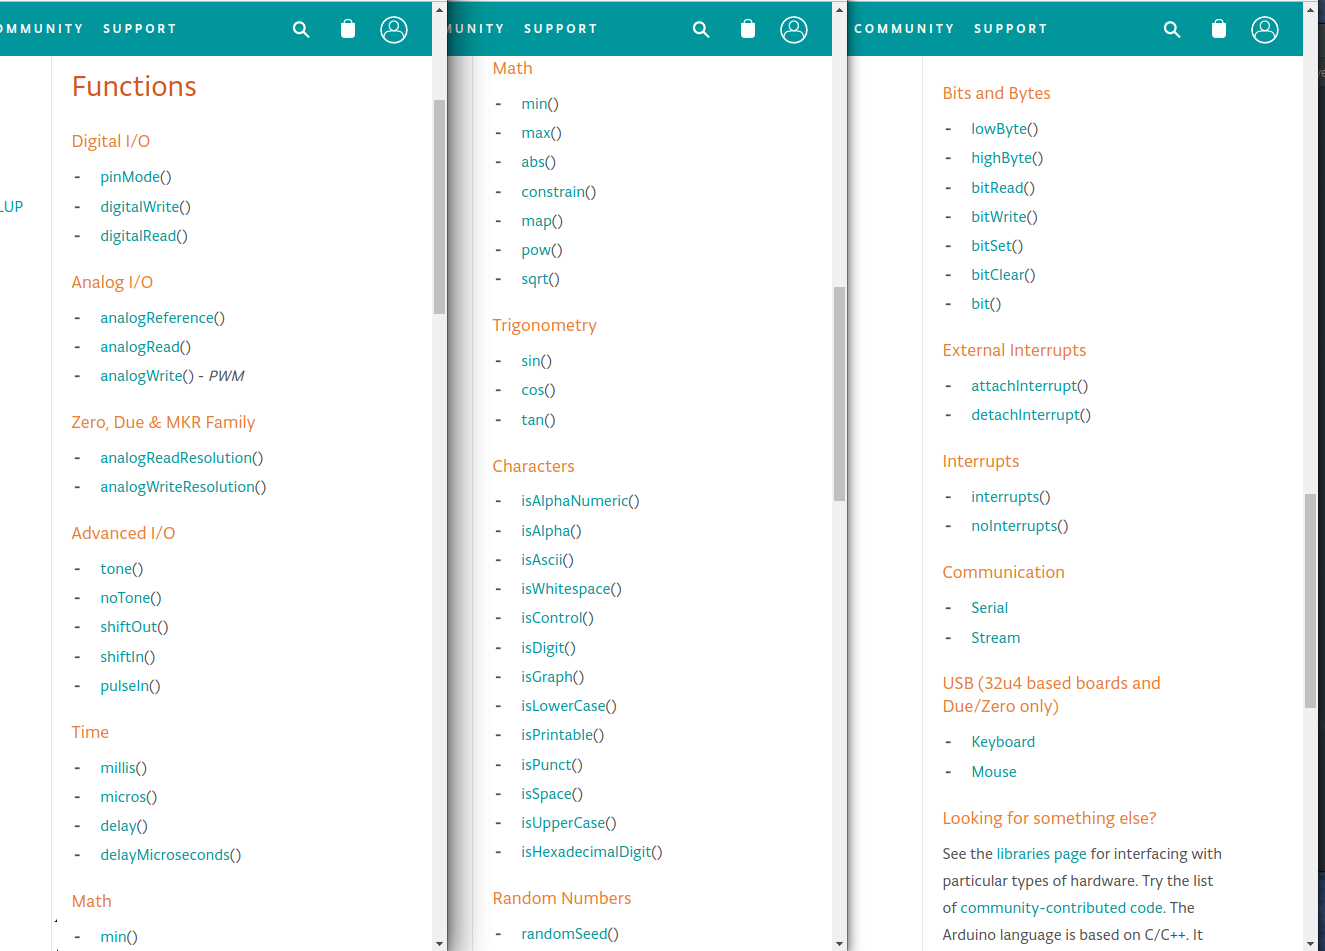 OMMUNITY SUPPORT
LUP
Functions
Digital I/O
- pinMode()
- digitalWrite()
- digitalRead()
Analog I/O
- analogReference()
- analogRead()
- analogWrite() - PWM
Zero, Due & MKR Family
- analogReadResolution()
- analogWriteResolution()
Advanced I/O
- tone()
- noTone()
- shiftOut()
- shiftIn()
- pulseIn()
Time
- millis()
- micros()
- delay()
- delayMicroseconds()
Math
- min()
MUNITY SUPPORT
Math
- min()
- max()
- abs()
- constrain()
- map()
- pow()
- sqrt()
Trigonometry
- sin()
- cos()
- tan()
Characters
- isAlphaNumeric()
- isAlpha()
- isAscii()
- isWhitespace()
- isControl()
- isDigit()
- isGraph()
- isLowerCase()
- isPrintable()
- isPunct()
- isSpace()
- isUpperCase()
- isHexadecimalDigit()
Random Numbers
- randomSeed()
COMMUNITY SUPPORT
Bits and Bytes
- lowByte()
- highByte()
- bitRead()
- bitWrite()
- bitSet()
- bitClear()
- bit()
External Interrupts
- attachInterrupt()
- detachInterrupt()
Interrupts
- interrupts()
- noInterrupts()
Communication
- Serial
- Stream
USB (32u4 based boards and
Due/Zero only)
- Keyboard
- Mouse
Looking for something else?
See the libraries page for interfacing with
particular types of hardware. Try the list
of community-contributed code. The
Arduino language is based on C/C++. It